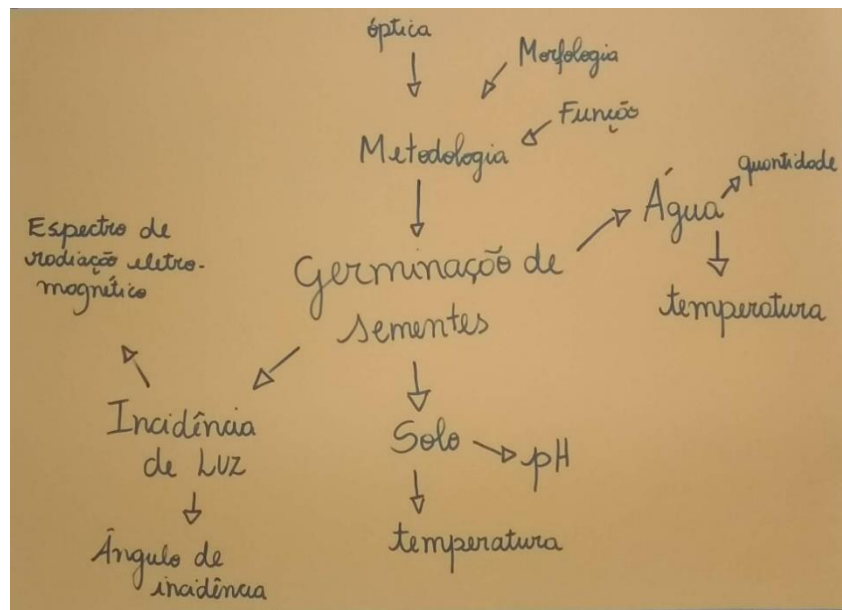 óptica
Morfologia
Função
Metodologia
Água
quantidade
temperatura
Germinação de
sementes
Espectro de
radiação eletro-
magnético
Incidência
de Luz
Ângulo de
incidência
Solo
pH
temperatura